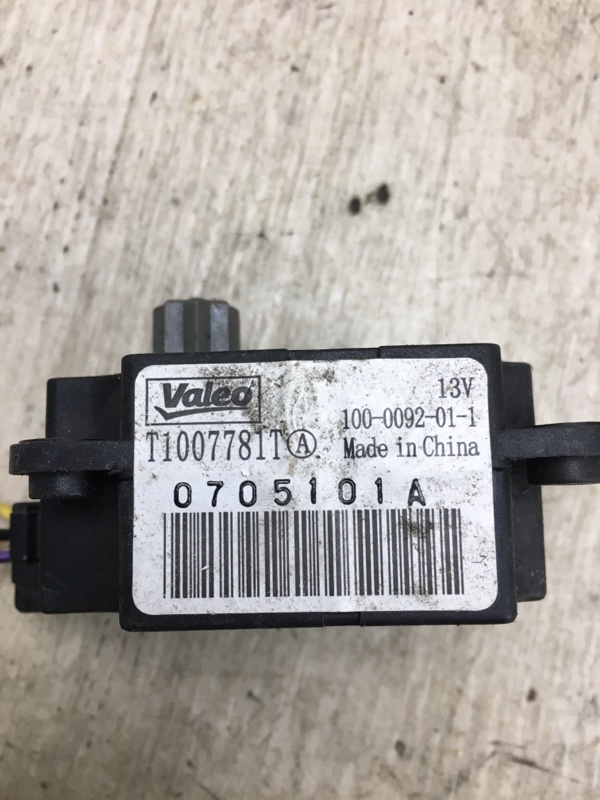 Valeo
13V
100-0092-01-1
T1007781T Ⓐ
Made in China
0705101A